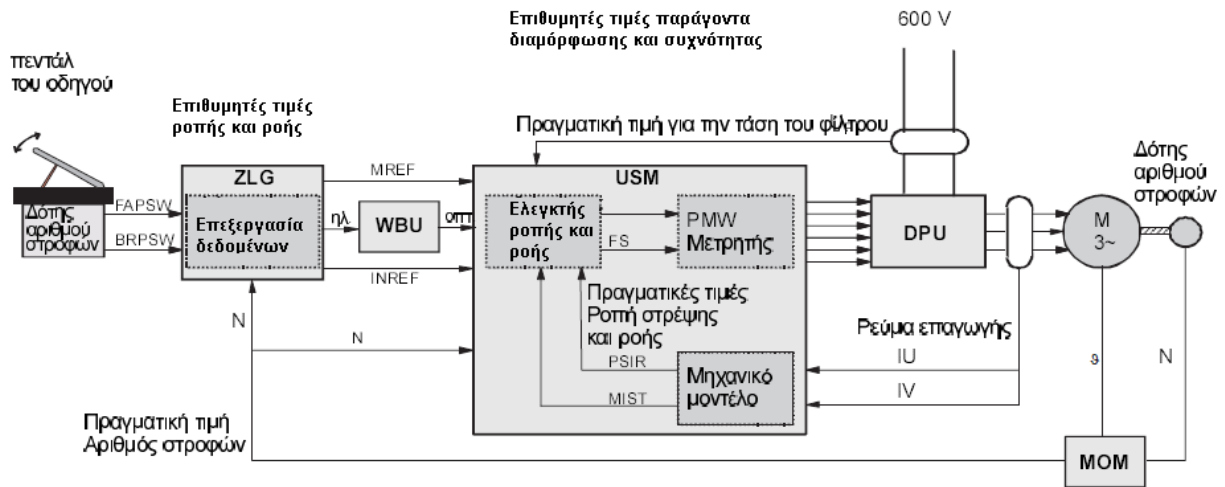 Επιθυμητές τιμές παράγοντα
διαμόρφωσης και συχνότητας
600 V
πεντάλ
του οδηγού
Επιθυμητές τιμές
ροπής και ροής
Πραγματική τιμή για την τάση του φίλτρου
Δότης
αριθμού
στροφών
ZLG
MREF
USM
FAPSW
Δότης
αριθμού
στροφών
BRPSW
Επεξεργασία
δεδομένων
ηλ.
WBU
οπτ
Ελεγκτής
ροπής και
ροής
FS
PMW
Μετρητής
DPU
M
3~
INREF
N
N
Πραγματικές τιμές
Ροπή στρέψης
και ροής
PSIR
MIST
Μηχανικό
μοντέλο
Ρεύμα επαγωγής
IU
IV
ϑ
N
Πραγματική τιμή
Αριθμός στροφών
MOM